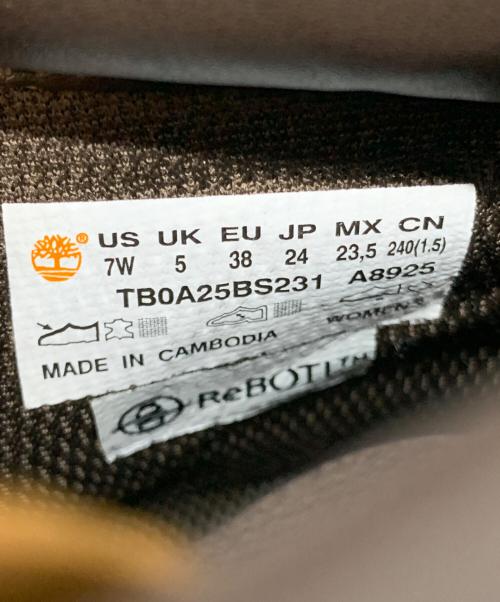 ® US UK EU JP MX CN
7W 5 38 24 23,5 240(1.5)
TB0A25BS231 A8925
WOMEN'S
MADE IN CAMBODIA
ReBOTL™